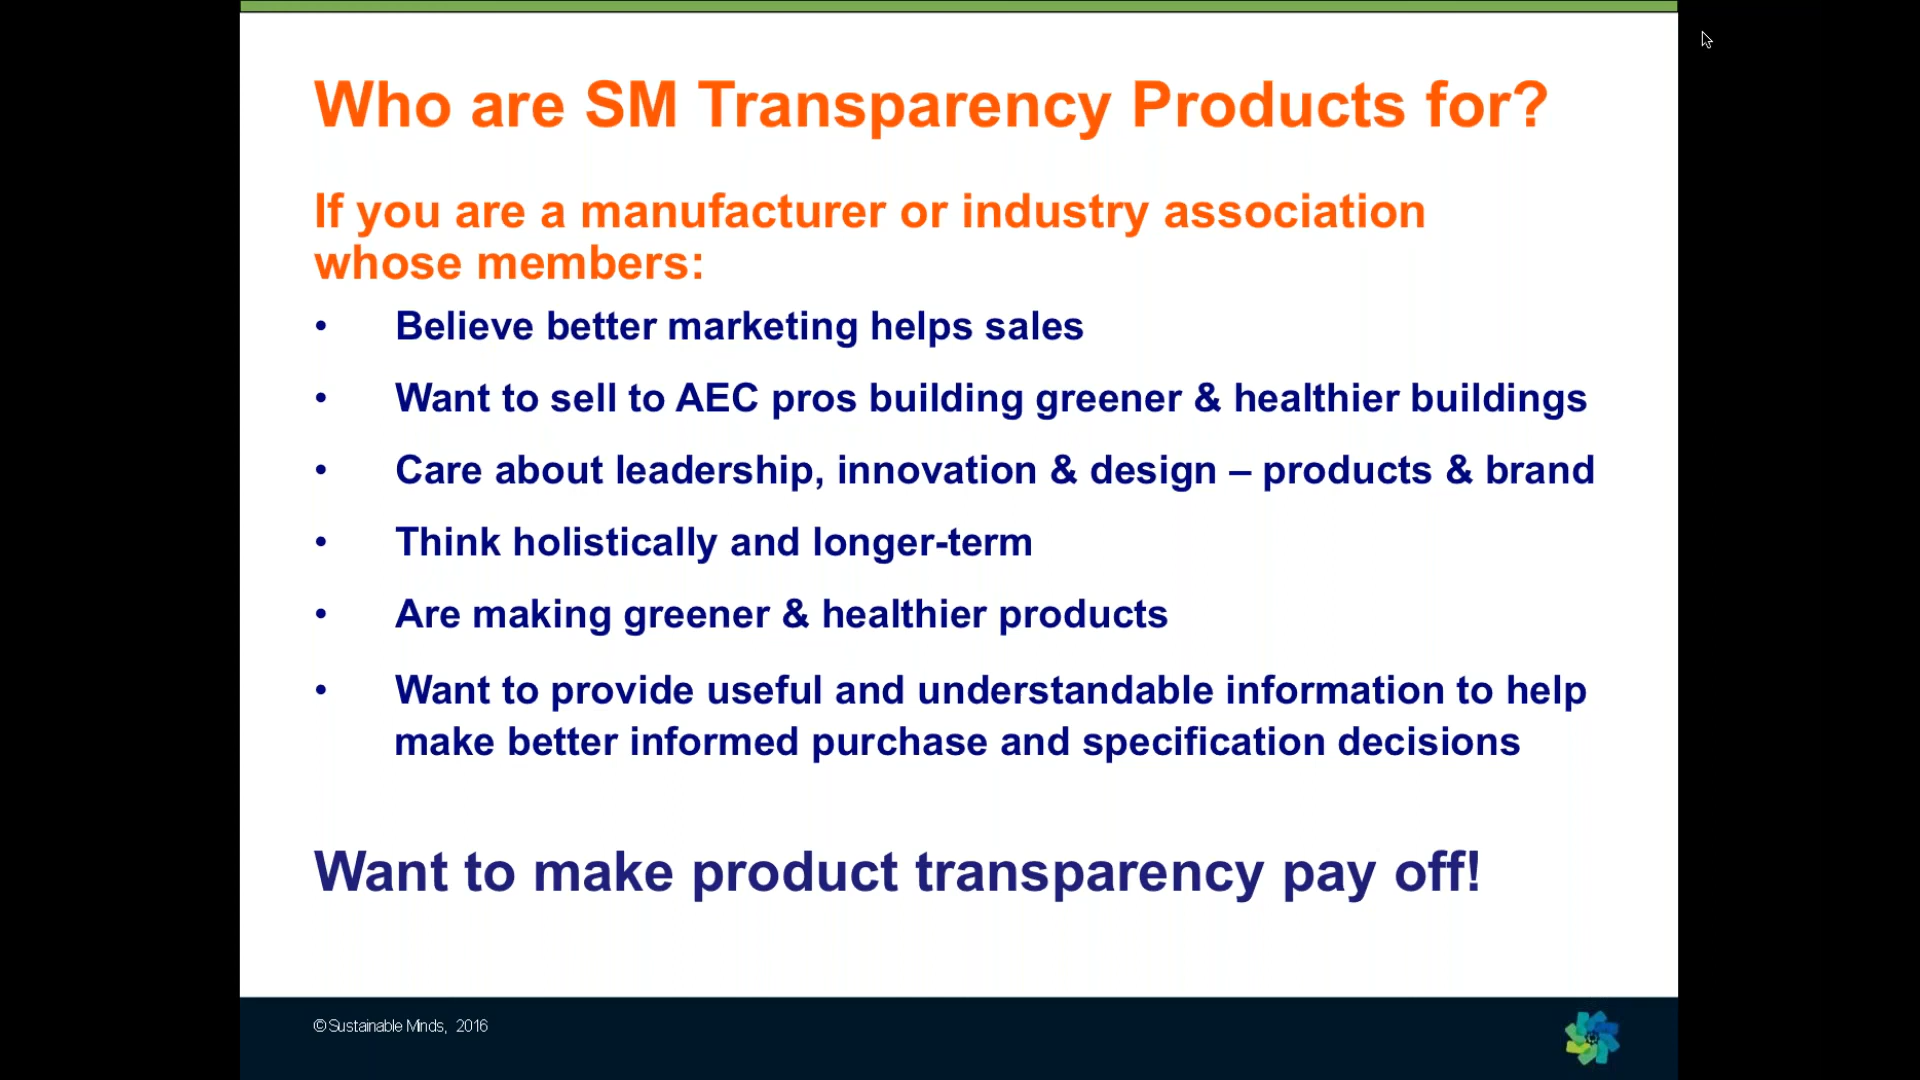 Who are SM Transparency Products for?
If you are a manufacturer or industry association
whose members:
• Believe better marketing helps sales
• Want to sell to AEC pros building greener & healthier buildings
• Care about leadership, innovation & design – products & brand
• Think holistically and longer-term
• Are making greener & healthier products
• Want to provide useful and understandable information to help
make better informed purchase and specification decisions
Want to make product transparency pay off!
© Sustainable Minds, 2016